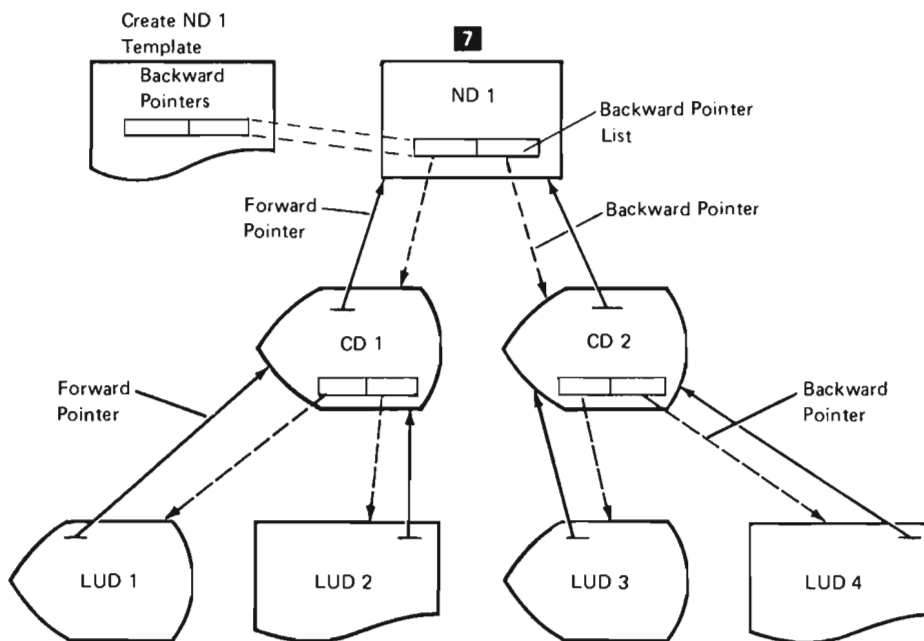 Create ND 1
Template
Backward
Pointers
7
ND 1
Backward Pointer
List
Forward
Pointer
Backward Pointer
CD 1
CD 2
Forward
Pointer
Backward
Pointer
LUD 1
LUD 2
LUD 3
LUD 4